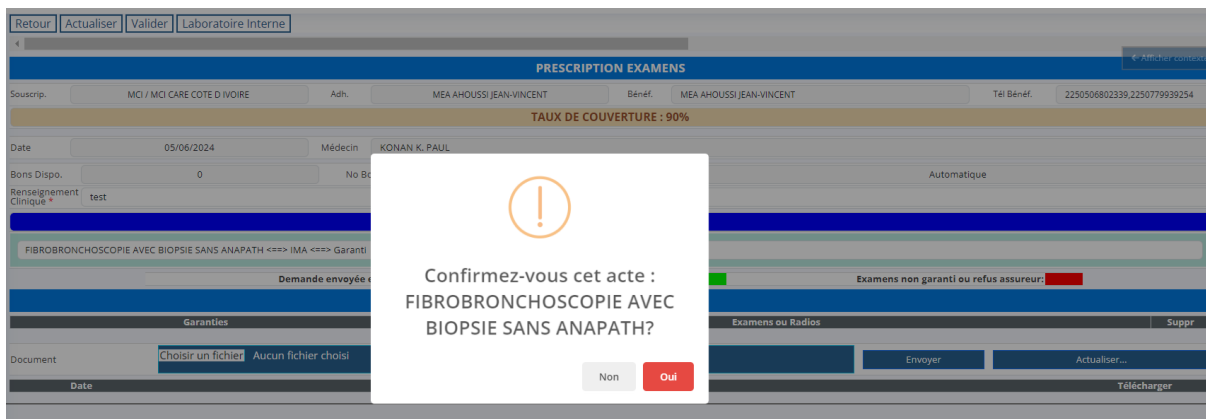 Retour Actualiser Valider Laboratoire Interne
← Afficher contexte
PRESCRIPTION EXAMENS
Souscrip. MCI / MCI CARE COTE D IVOIRE Adh. MEA AHOUSSI JEAN-VINCENT Bénéf. MEA AHOUSSI JEAN-VINCENT Tél Bénéf. 2250506802339,2250779939254
TAUX DE COUVERTURE : 90%
Date 05/06/2024 Médecin KONAN K. PAUL
Bons Dispo. 0 No Bo Automatique
Renseignement Clinique * test
FIBROBRONCHOSCOPIE AVEC BIOPSIE SANS ANAPATH <==> IMA <==> Garanti
Demande envoyée e Examens non garanti ou refus assureur:
Confirmez-vous cet acte :
FIBROBRONCHOSCOPIE AVEC
BIOPSIE SANS ANAPATH?
Non Oui
Garanties Examens ou Radios Suppr
Document Choisir un fichier Aucun fichier choisi Envoyer Actualiser...
Date Télécharger